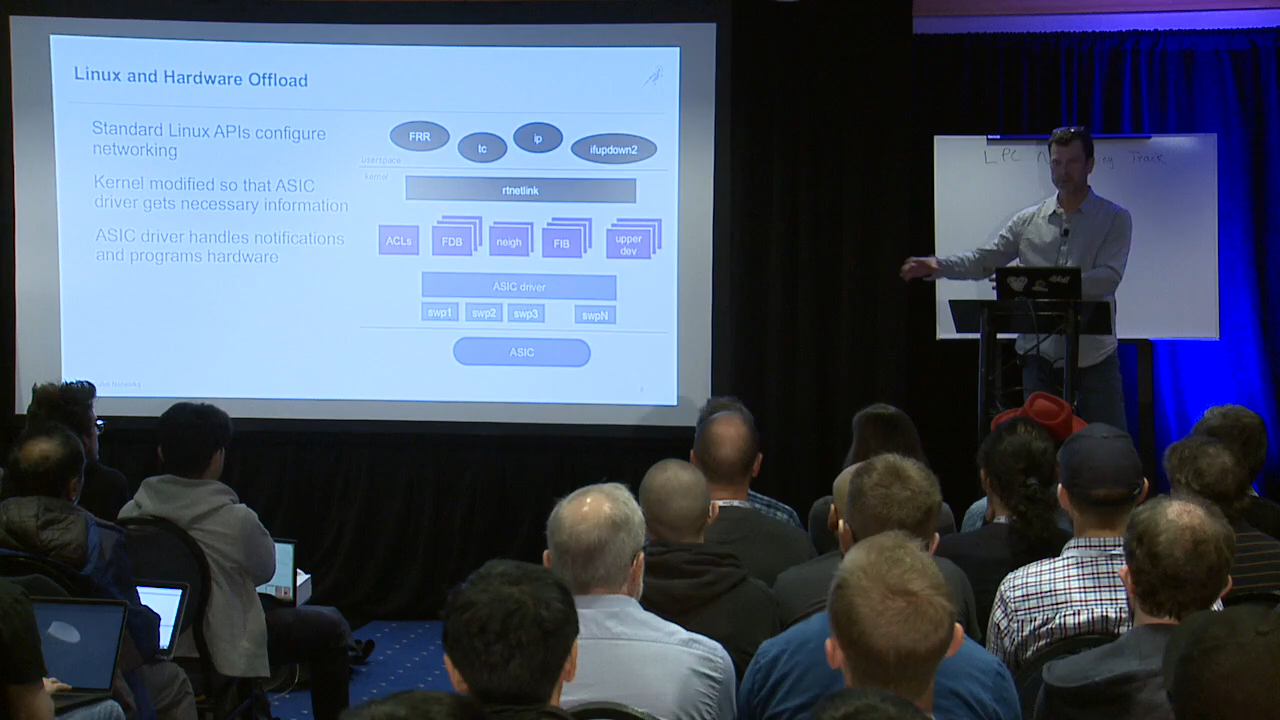 Linux and Hardware Offload
Standard Linux APIs configure
networking
Kernel modified so that ASIC
driver gets necessary information
ASIC driver handles notifications
and programs hardware
FRR
tc
ip
ifupdown2
userspace
kernel
rtnetlink
ACLs
FDB
neigh
FIB
upper
dev
ASIC driver
swp1
swp2
swp3
swpN
ASIC
LPC
Track